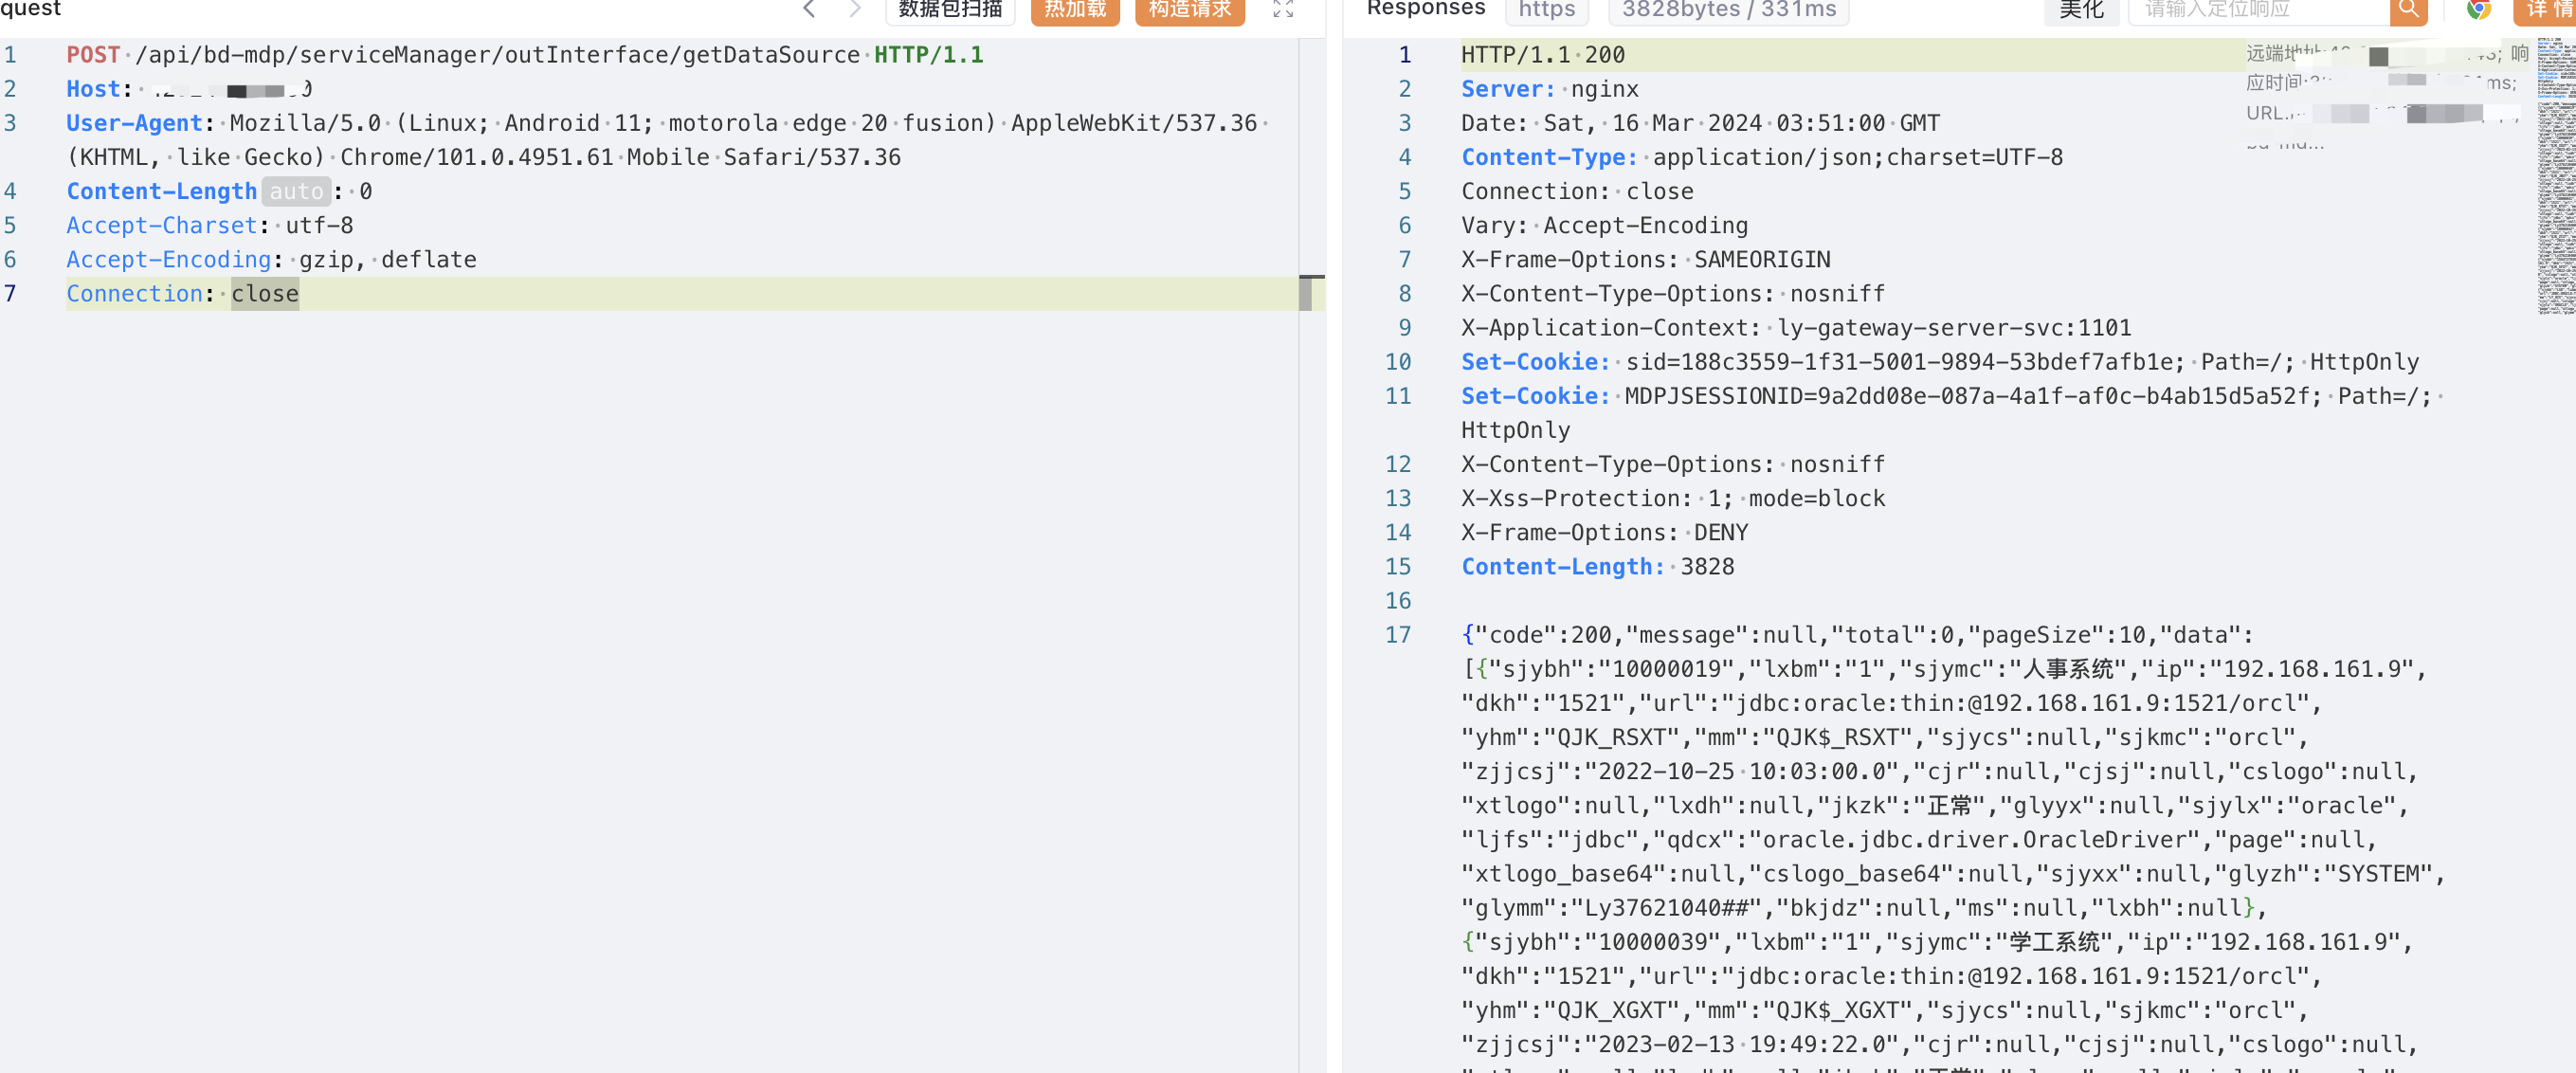 quest
数据包扫描
热加载
构造请求
1 POST /api/bd-mdp/serviceManager/outInterface/getDataSource HTTP/1.1
2 Host:
3 User-Agent: Mozilla/5.0 (Linux; Android 11; motorola edge 20 fusion) AppleWebKit/537.36
(KHTML, like Gecko) Chrome/101.0.4951.61 Mobile Safari/537.36
4 Content-Length auto : 0
5 Accept-Charset: utf-8
6 Accept-Encoding: gzip, deflate
7 Connection: close
Responses
https
3828bytes / 331ms
美化
请输入定位响应
详情
远端地址: 响
应时间: ms;
URL:
1 HTTP/1.1 200
2 Server: nginx
3 Date: Sat, 16 Mar 2024 03:51:00 GMT
4 Content-Type: application/json;charset=UTF-8
5 Connection: close
6 Vary: Accept-Encoding
7 X-Frame-Options: SAMEORIGIN
8 X-Content-Type-Options: nosniff
9 X-Application-Context: ly-gateway-server-svc:1101
10 Set-Cookie: sid=188c3559-1f31-5001-9894-53bdef7afb1e; Path=/; HttpOnly
11 Set-Cookie: MDPJSESSIONID=9a2dd08e-087a-4a1f-af0c-b4ab15d5a52f; Path=/;
HttpOnly
12 X-Content-Type-Options: nosniff
13 X-Xss-Protection: 1; mode=block
14 X-Frame-Options: DENY
15 Content-Length: 3828
16
17 {"code":200,"message":null,"total":0,"pageSize":10,"data":
[{"sjybh":"10000019","lxbm":"1","sjymc":"人事系统","ip":"192.168.161.9",
"dkh":"1521","url":"jdbc:oracle:thin:@192.168.161.9:1521/orcl",
"yhm":"QJK_RSXT","mm":"QJK$_RSXT","sjycs":null,"sjkmc":"orcl",
"zjjcsj":"2022-10-25 10:03:00.0","cjr":null,"cjsj":null,"cslogo":null,
"xtlogo":null,"lxdh":null,"jkzk":"正常","glyyx":null,"sjylx":"oracle",
"ljfs":"jdbc","qdcx":"oracle.jdbc.driver.OracleDriver","page":null,
"xtlogo_base64":null,"cslogo_base64":null,"sjyxx":null,"glyzh":"SYSTEM",
"glymm":"Ly37621040##","bkjdz":null,"ms":null,"lxbh":null},
{"sjybh":"10000039","lxbm":"1","sjymc":"学工系统","ip":"192.168.161.9",
"dkh":"1521","url":"jdbc:oracle:thin:@192.168.161.9:1521/orcl",
"yhm":"QJK_XGXT","mm":"QJK$_XGXT","sjycs":null,"sjkmc":"orcl",
"zjjcsj":"2023-02-13 19:49:22.0","cjr":null,"cjsj":null,"cslogo":null,